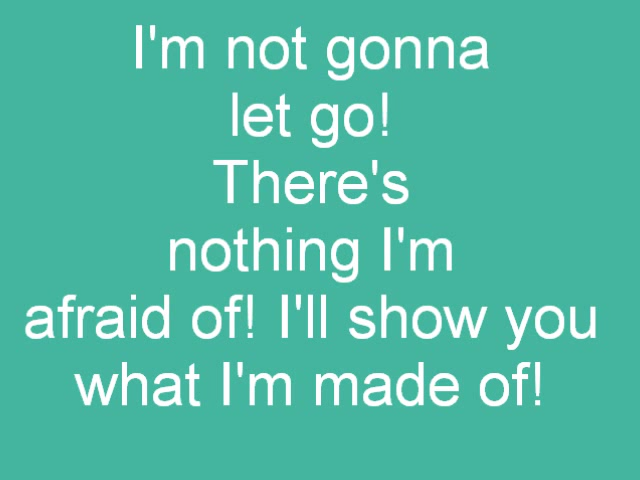 I'm not gonna
let go!
There's
nothing I'm
afraid of! I'll show you
what I'm made of!